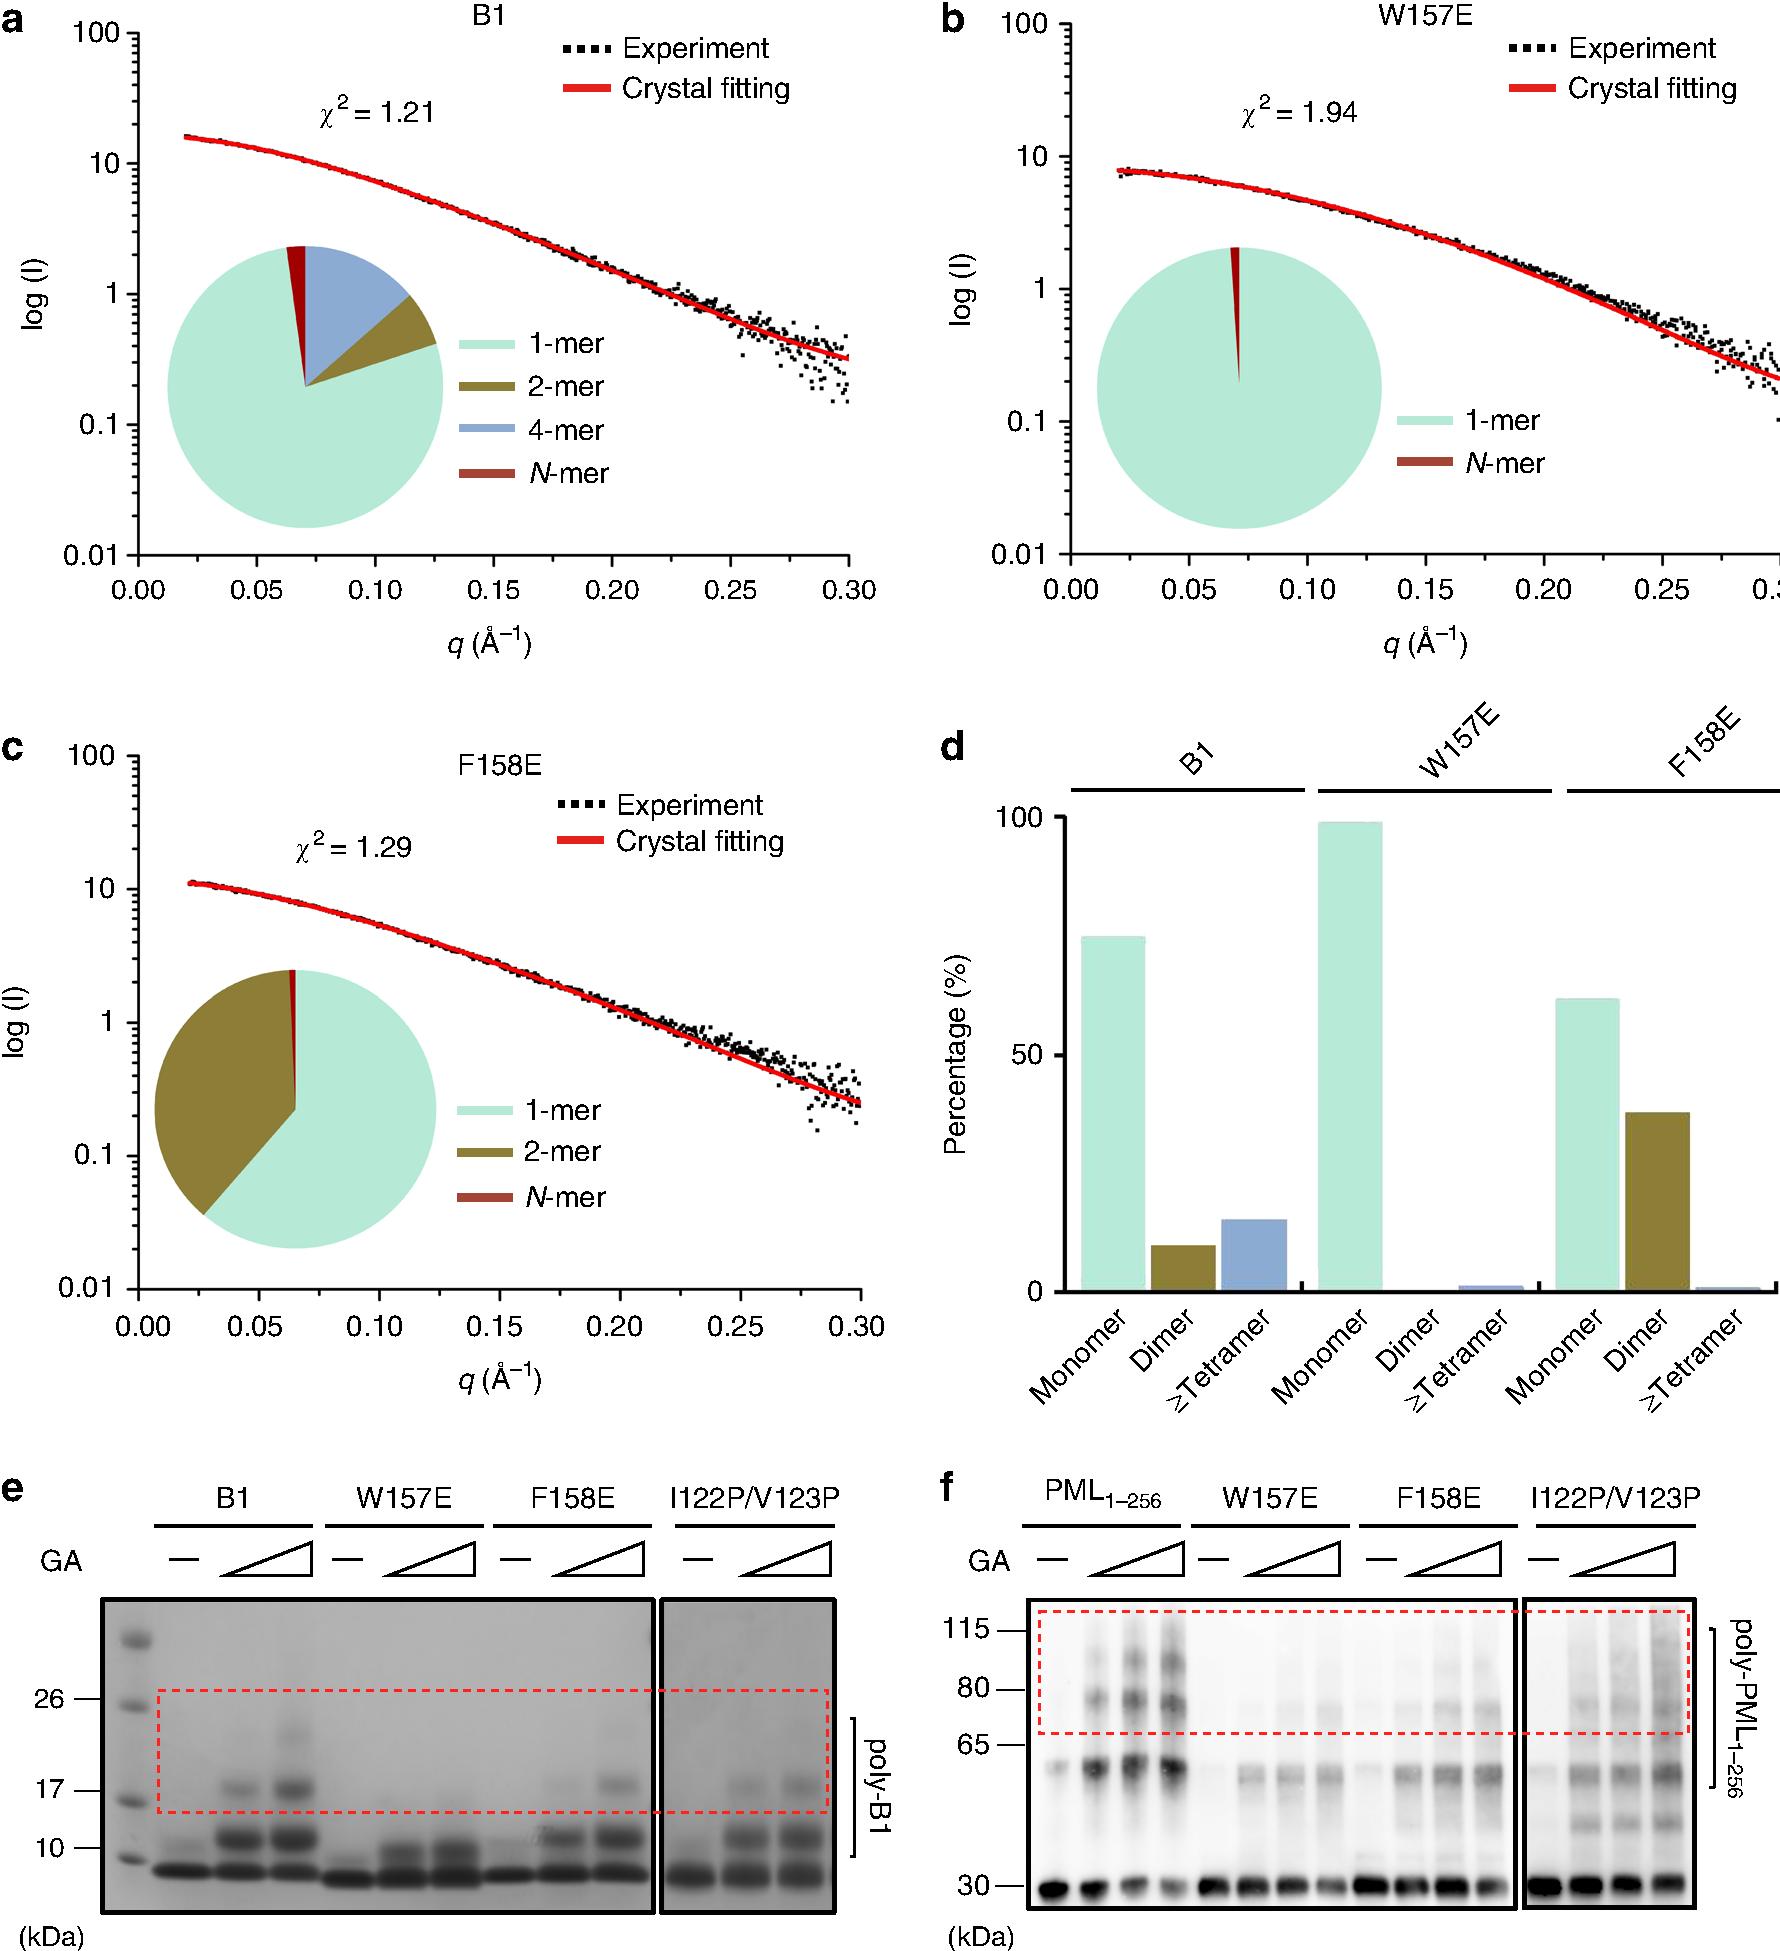 a
B1
100
10
1
0.1
0.01
log (I)
Experiment
Crystal fitting
χ² = 1.21
1-mer
2-mer
4-mer
N-mer
0.00 0.05 0.10 0.15 0.20 0.25 0.30
q (Å⁻¹)
b
W157E
100
10
1
0.1
0.01
log (I)
Experiment
Crystal fitting
χ² = 1.94
1-mer
N-mer
0.00 0.05 0.10 0.15 0.20 0.25
q (Å⁻¹)
c
F158E
100
10
1
0.1
0.01
log (I)
Experiment
Crystal fitting
χ² = 1.29
1-mer
2-mer
N-mer
0.00 0.05 0.10 0.15 0.20 0.25 0.30
q (Å⁻¹)
d
B1 W157E F158E
100
50
0
Percentage (%)
Monomer Dimer ≥Tetramer Monomer Dimer ≥Tetramer Monomer Dimer ≥Tetramer
e
B1 W157E F158E I122P/V123P
GA – – – –
26
17
10
(kDa)
poly-B1
f
PML₁₋₂₅₆ W157E F158E I122P/V123P
GA – – – –
115
80
65
30
(kDa)
poly-PML₁₋₂₅₆